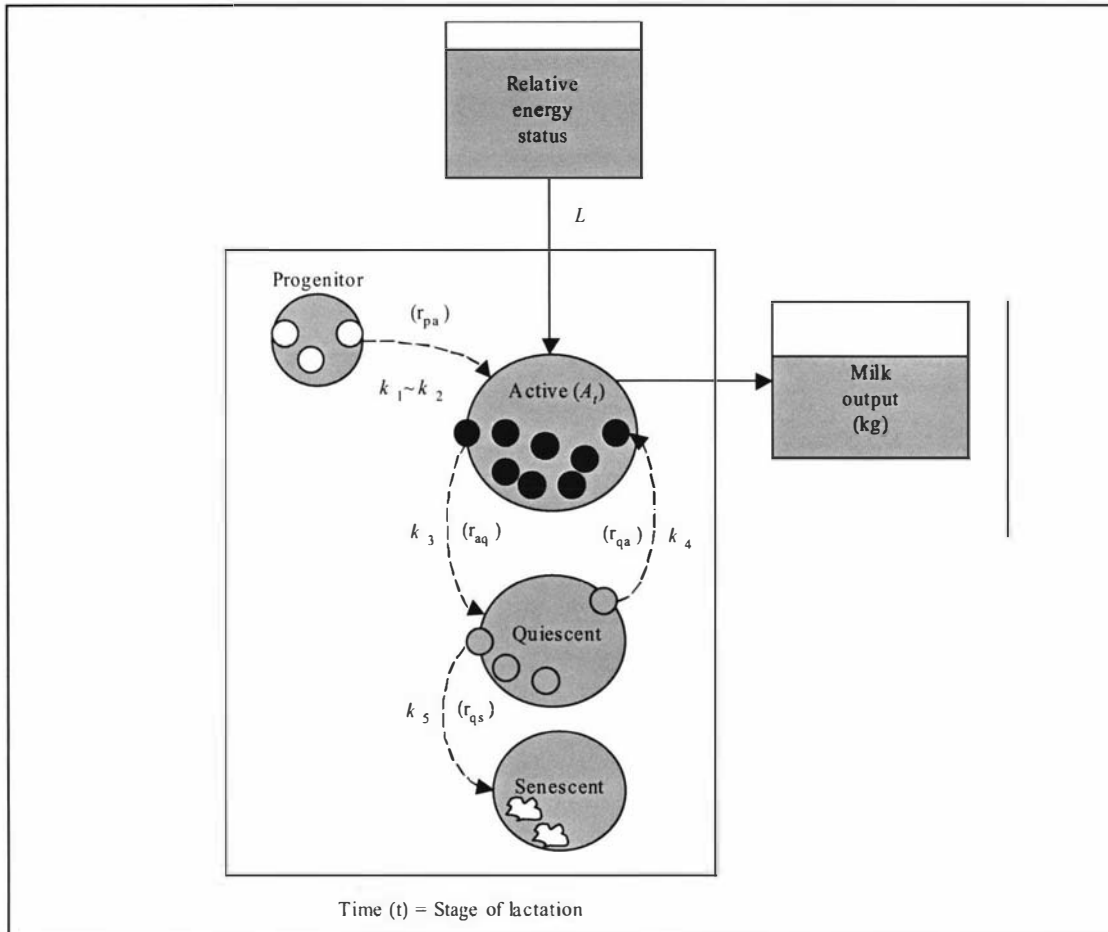 Relative
energy
status
L
Progenitor
(r_pa)
k_1~k_2
Active (A_t)
Milk
output
(kg)
k_3 (r_aq)
(r_qa) k_4
Quiescent
k_5 (r_qs)
Senescent
Time (t) = Stage of lactation